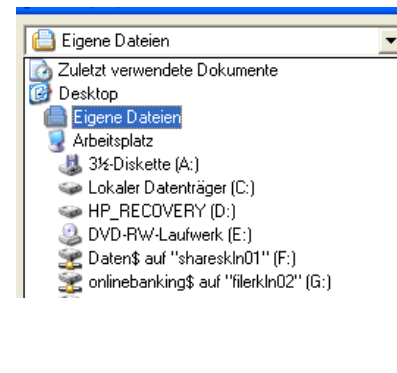 Eigene Dateien
Zuletzt verwendete Dokumente
Desktop
Eigene Dateien
Arbeitsplatz
3½-Diskette (A:)
Lokaler Datenträger (C:)
HP_RECOVERY (D:)
DVD-RW-Laufwerk (E:)
Daten$ auf "shareskln01" (F:)
onlinebanking$ auf "filerkln02" (G:)